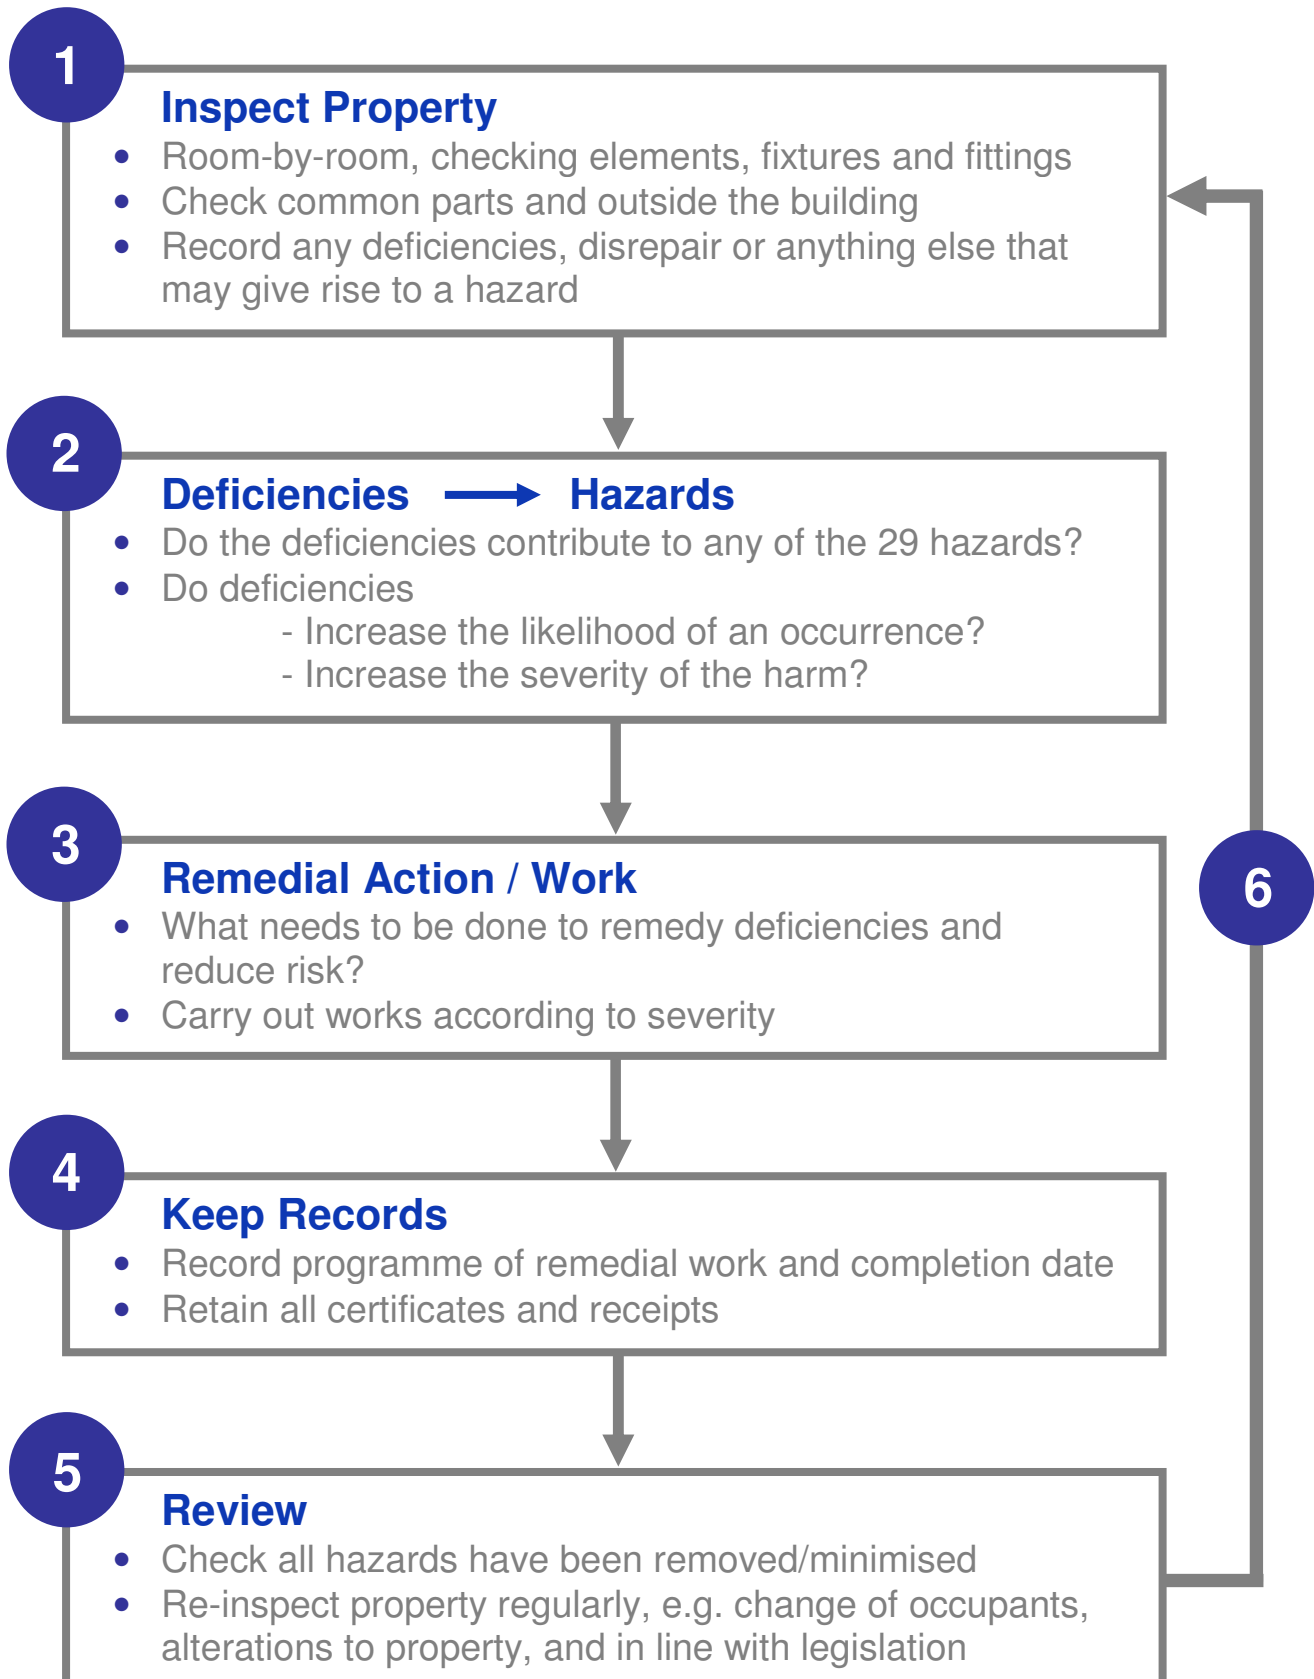 1
Inspect Property
• Room-by-room, checking elements, fixtures and fittings
• Check common parts and outside the building
• Record any deficiencies, disrepair or anything else that
may give rise to a hazard
2
Deficiencies → Hazards
• Do the deficiencies contribute to any of the 29 hazards?
• Do deficiencies
- Increase the likelihood of an occurrence?
- Increase the severity of the harm?
3
Remedial Action / Work
• What needs to be done to remedy deficiencies and
reduce risk?
• Carry out works according to severity
6
4
Keep Records
• Record programme of remedial work and completion date
• Retain all certificates and receipts
5
Review
• Check all hazards have been removed/minimised
• Re-inspect property regularly, e.g. change of occupants,
alterations to property, and in line with legislation